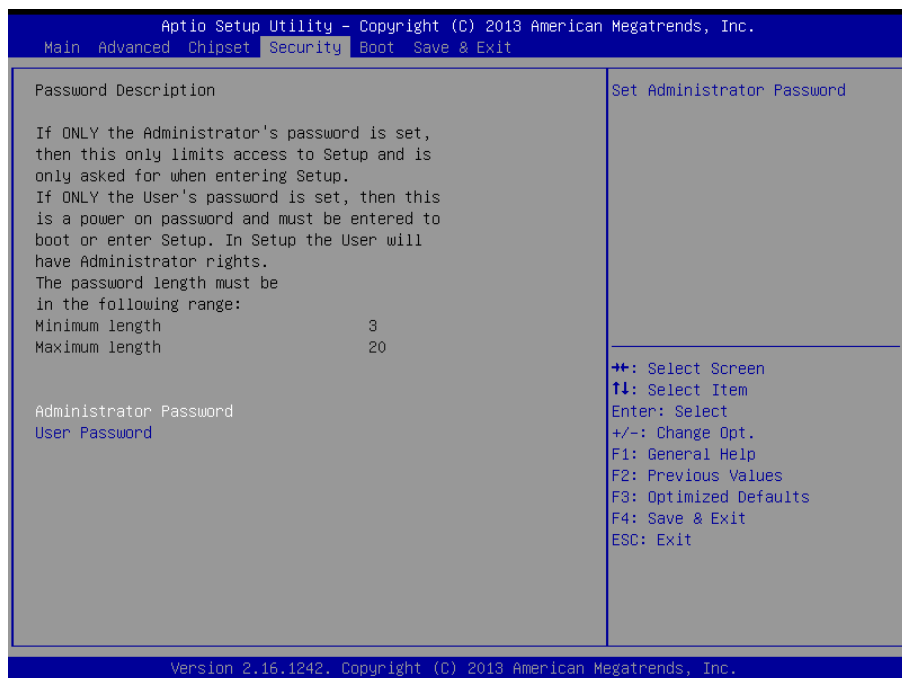 Aptio Setup Utility – Copyright (C) 2013 American Megatrends, Inc.
Main Advanced Chipset Security Boot Save & Exit
Password Description
If ONLY the Administrator's password is set,
then this only limits access to Setup and is
only asked for when entering Setup.
If ONLY the User's password is set, then this
is a power on password and must be entered to
boot or enter Setup. In Setup the User will
have Administrator rights.
The password length must be
in the following range:
Minimum length 3
Maximum length 20
Administrator Password
User Password
Set Administrator Password
→←: Select Screen
↑↓: Select Item
Enter: Select
+/-: Change Opt.
F1: General Help
F2: Previous Values
F3: Optimized Defaults
F4: Save & Exit
ESC: Exit
Version 2.16.1242. Copyright (C) 2013 American Megatrends, Inc.